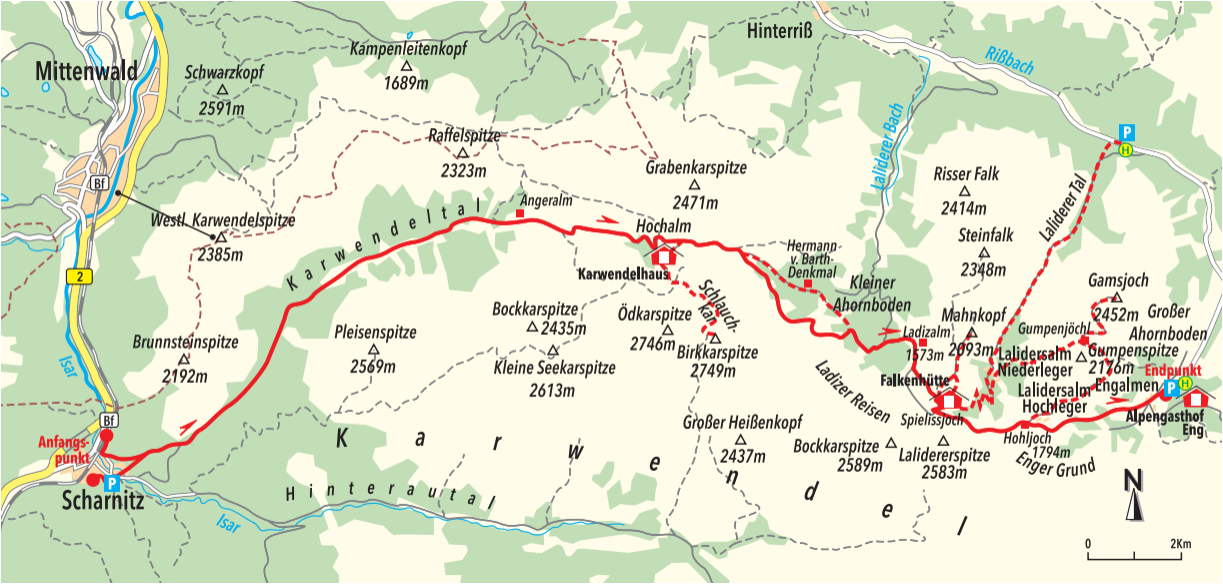 Hinterriß
Rißbach
Kampenleitenkopf
1689m
Mittenwald
Schwarzkopf
2591m
P
H
Raffelspitze
2323m
Laliderer Bach
Grabenkarspitze
2471m
Risser Falk
2414m
Laliderer Tal
Bf
Angeralm
Karwendeltal
Westl. Karwendelspitze
2385m
Hochalm
Steinfalk
2348m
Hermann
v. Barth-
Denkmal
Karwendelhaus
2
Schlauch-
kar
Kleiner
Ahornboden
Gamsjoch
2452m
Großer
Ahornboden
Bockkarspitze
2435m
Ödkarspitze
2746m
Mahnkopf
2093m
Pleisenspitze
2569m
Brunnsteinspitze
2192m
Isar
Birkkarspitze
2749m
Ladizalm
1573m
Gumpenjöchl
Lalidersalm
Niederleger
Gumpenspitze
2176m
Kleine Seekarspitze
2613m
Endpunkt
P
H
Falkenhütte
Lalidersalm
Hochleger
Engalmen
Ladizer Reisen
Alpengasthof
Eng
Bf
Anfangs-
punkt
Spielissjoch
Großer Heißenkopf
2437m
Bockkarspitze
2589m
Lalidererspitze
2583m
Hohljoch
1794m
Enger Grund
Karwendel
P
Scharnitz
Hinterautal
Isar
N
0
2Km